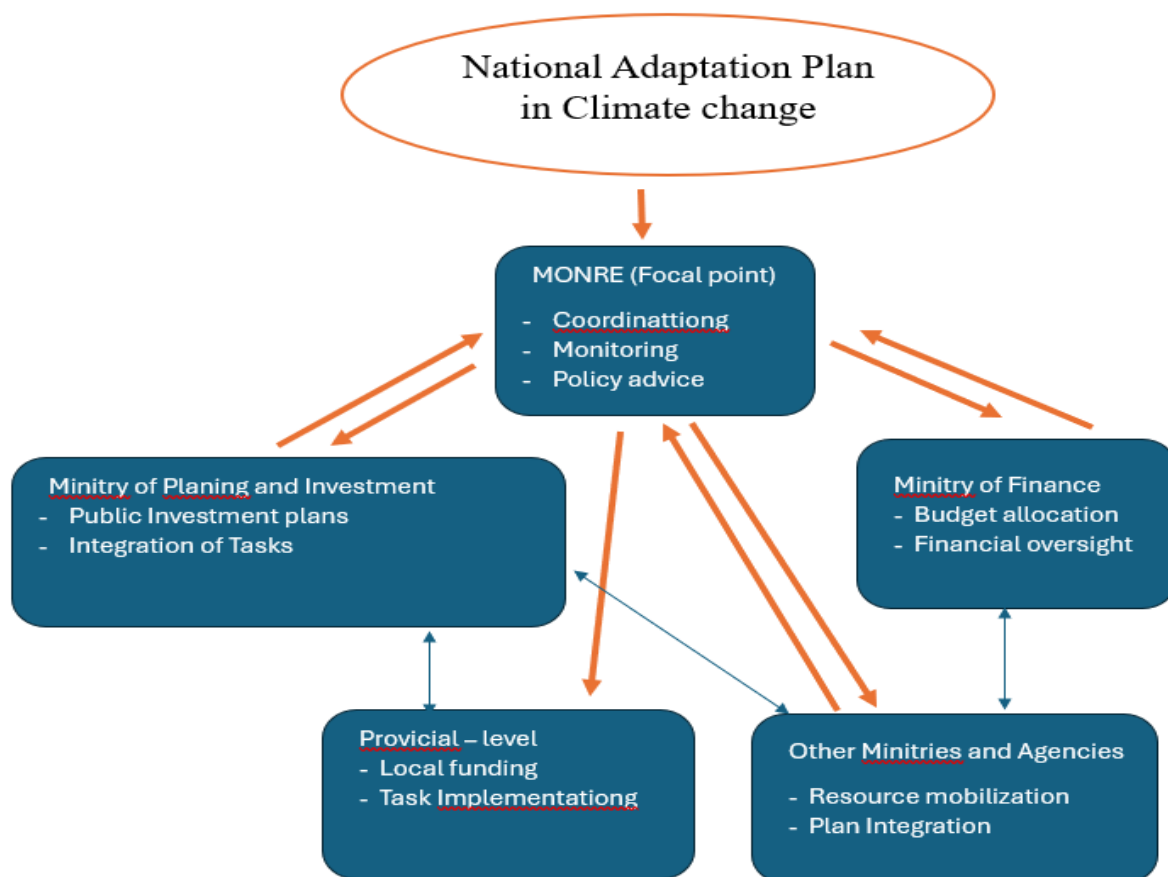 National Adaptation Plan
in Climate change
MONRE (Focal point)
- Coordinattiong
- Monitoring
- Policy advice
Minitry of Planing and Investment
- Public Investment plans
- Integration of Tasks
Minitry of Finance
- Budget allocation
- Financial oversight
Provicial – level
- Local funding
- Task Implementationg
Other Minitries and Agencies
- Resource mobilization
- Plan Integration